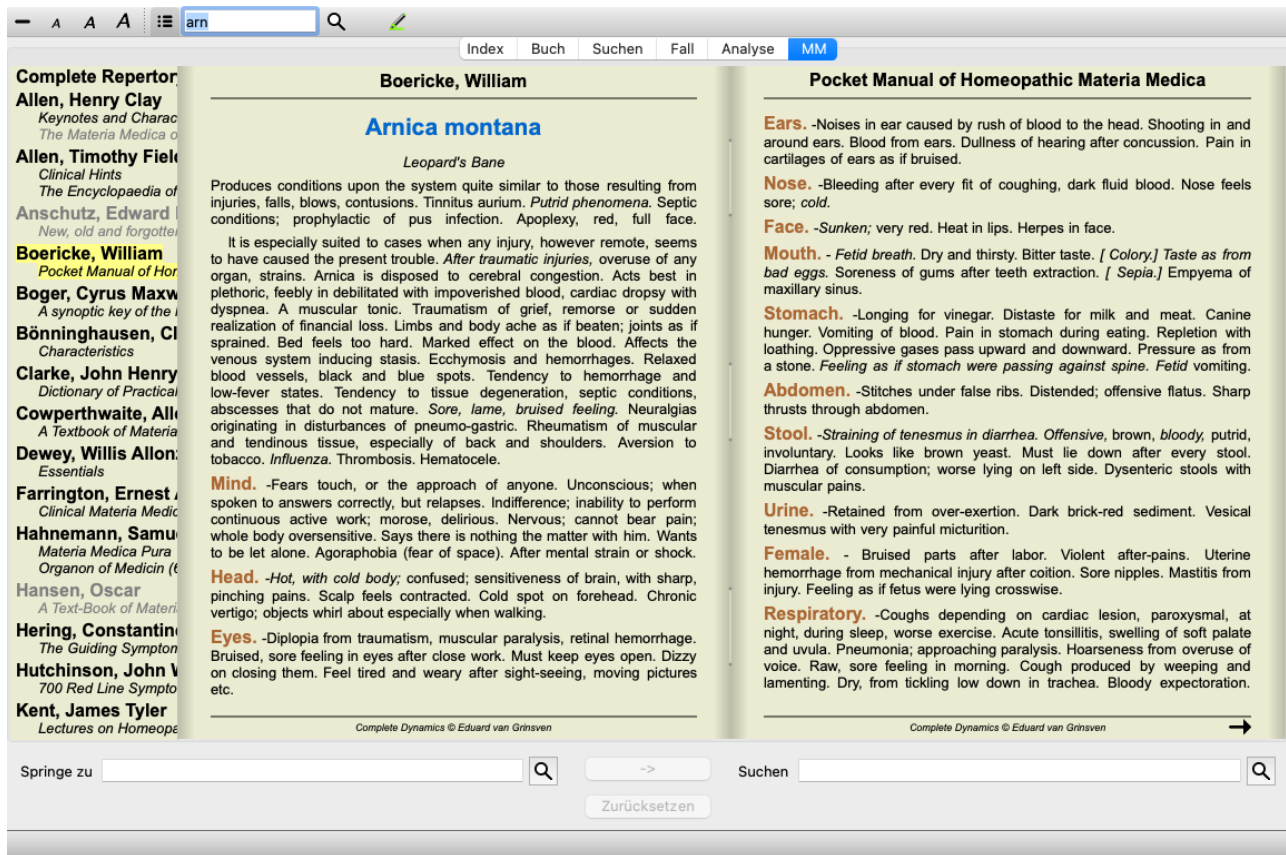 A A A arn
Index Buch Suchen Fall Analyse MM
Complete Repertor
Allen, Henry Clay
Keynotes and Charac
The Materia Medica o
Allen, Timothy Field
Clinical Hints
The Encyclopaedia of
Anschutz, Edward
New, old and forgotte
Boericke, William
Pocket Manual of Hor
Boger, Cyrus Maxw
A synoptic key of the
Bönninghausen, Cl
Characteristics
Clarke, John Henry
Dictionary of Practical
Cowperthwaite, Alle
A Textbook of Materia
Dewey, Willis Allon
Essentials
Farrington, Ernest
Clinical Materia Medic
Hahnemann, Samu
Materia Medica Pura
Organon of Medicin (6
Hansen, Oscar
A Text-Book of Materi
Hering, Constantin
The Guiding Sympton
Hutchinson, John W
700 Red Line Sympto
Kent, James Tyler
Lectures on Homeopa
Boericke, William
Arnica montana
Leopard's Bane
Produces conditions upon the system quite similar to those resulting from
injuries, falls, blows, contusions. Tinnitus aurium. Putrid phenomena. Septic
conditions; prophylactic of pus infection. Apoplexy, red, full face.
It is especially suited to cases when any injury, however remote, seems
to have caused the present trouble. After traumatic injuries, overuse of any
organ, strains. Arnica is disposed to cerebral congestion. Acts best in
plethoric, feebly in debilitated with impoverished blood, cardiac dropsy with
dyspnea. A muscular tonic. Traumatism of grief, remorse or sudden
realization of financial loss. Limbs and body ache as if beaten; joints as if
sprained. Bed feels too hard. Marked effect on the blood. Affects the
venous system inducing stasis. Ecchymosis and hemorrhages. Relaxed
blood vessels, black and blue spots. Tendency to hemorrhage and
low-fever states. Tendency to tissue degeneration, septic conditions,
abscesses that do not mature. Sore, lame, bruised feeling. Neuralgias
originating in disturbances of pneumo-gastric. Rheumatism of muscular
and tendinous tissue, especially of back and shoulders. Aversion to
tobacco. Influenza. Thrombosis. Hematocele.
Mind. -Fears touch, or the approach of anyone. Unconscious; when
spoken to answers correctly, but relapses. Indifference; inability to perform
continuous active work; morose, delirious. Nervous; cannot bear pain;
whole body oversensitive. Says there is nothing the matter with him. Wants
to be let alone. Agoraphobia (fear of space). After mental strain or shock.
Head. -Hot, with cold body; confused; sensitiveness of brain, with sharp,
pinching pains. Scalp feels contracted. Cold spot on forehead. Chronic
vertigo; objects whirl about especially when walking.
Eyes. -Diplopia from traumatism, muscular paralysis, retinal hemorrhage.
Bruised, sore feeling in eyes after close work. Must keep eyes open. Dizzy
on closing them. Feel tired and weary after sight-seeing, moving pictures
etc.
Complete Dynamics © Eduard van Grinsven
Pocket Manual of Homeopathic Materia Medica
Ears. -Noises in ear caused by rush of blood to the head. Shooting in and
around ears. Blood from ears. Dullness of hearing after concussion. Pain in
cartilages of ears as if bruised.
Nose. -Bleeding after every fit of coughing, dark fluid blood. Nose feels
sore; cold.
Face. -Sunken; very red. Heat in lips. Herpes in face.
Mouth. - Fetid breath. Dry and thirsty. Bitter taste. [ Colory.] Taste as from
bad eggs. Soreness of gums after teeth extraction. [ Sepia.] Empyema of
maxillary sinus.
Stomach. -Longing for vinegar. Distaste for milk and meat. Canine
hunger. Vomiting of blood. Pain in stomach during eating. Repletion with
loathing. Oppressive gases pass upward and downward. Pressure as from
a stone. Feeling as if stomach were passing against spine. Fetid vomiting.
Abdomen. -Stitches under false ribs. Distended; offensive flatus. Sharp
thrusts through abdomen.
Stool. -Straining of tenesmus in diarrhea. Offensive, brown, bloody, putrid,
involuntary. Looks like brown yeast. Must lie down after every stool.
Diarrhea of consumption; worse lying on left side. Dysenteric stools with
muscular pains.
Urine. -Retained from over-exertion. Dark brick-red sediment. Vesical
tenesmus with very painful micturition.
Female. - Bruised parts after labor. Violent after-pains. Uterine
hemorrhage from mechanical injury after coition. Sore nipples. Mastitis from
injury. Feeling as if fetus were lying crosswise.
Respiratory. -Coughs depending on cardiac lesion, paroxysmal, at
night, during sleep, worse exercise. Acute tonsillitis, swelling of soft palate
and uvula. Pneumonia; approaching paralysis. Hoarseness from overuse of
voice. Raw, sore feeling in morning. Cough produced by weeping and
lamenting. Dry, from tickling low down in trachea. Bloody expectoration.
Complete Dynamics © Eduard van Grinsven
Springe zu -> Suchen
Zurücksetzen